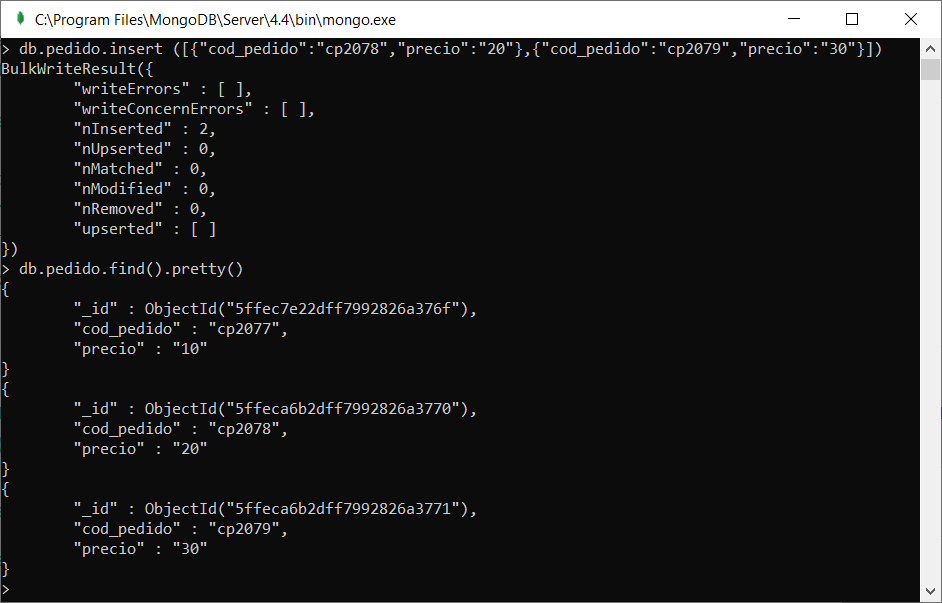 C:\Program Files\MongoDB\Server\4.4\bin\mongo.exe
> db.pedido.insert ([{"cod_pedido":"cp2078","precio":"20"},{"cod_pedido":"cp2079","precio":"30"}])
BulkWriteResult({
        "writeErrors" : [ ],
        "writeConcernErrors" : [ ],
        "nInserted" : 2,
        "nUpserted" : 0,
        "nMatched" : 0,
        "nModified" : 0,
        "nRemoved" : 0,
        "upserted" : [ ]
})
> db.pedido.find().pretty()
{
        "_id" : ObjectId("5ffec7e22dff7992826a376f"),
        "cod_pedido" : "cp2077",
        "precio" : "10"
}
{
        "_id" : ObjectId("5ffeca6b2dff7992826a3770"),
        "cod_pedido" : "cp2078",
        "precio" : "20"
}
{
        "_id" : ObjectId("5ffeca6b2dff7992826a3771"),
        "cod_pedido" : "cp2079",
        "precio" : "30"
}
>